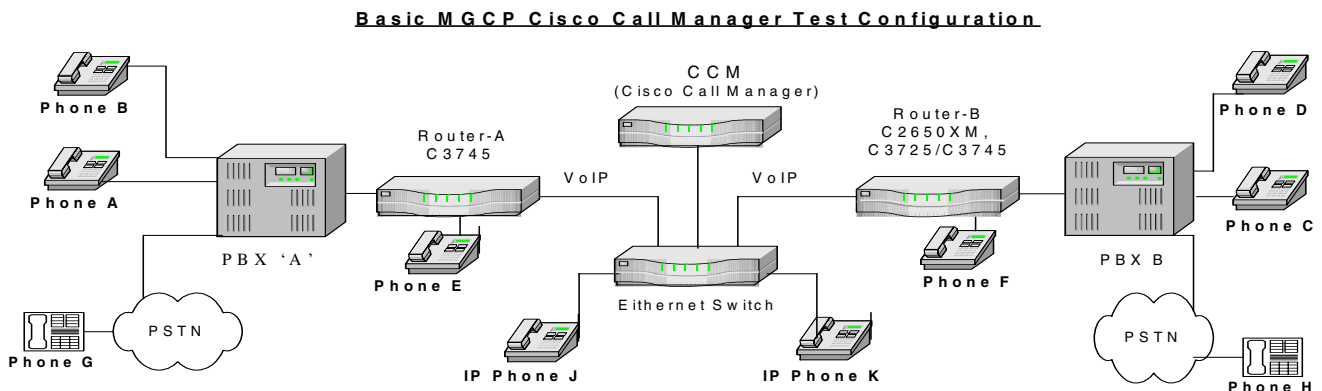 Basic MGCP Cisco Call Manager Test Configuration
Phone B
Phone A
Router-A
C3745
CCM
(Cisco Call Manager)
Router-B
C2650XM,
C3725/C3745
Phone D
Phone C
VoIP
VoIP
PBX ‘A’
Phone E
Eithernet Switch
Phone F
PBX B
PSTN
Phone G
IP Phone J
IP Phone K
PSTN
Phone H